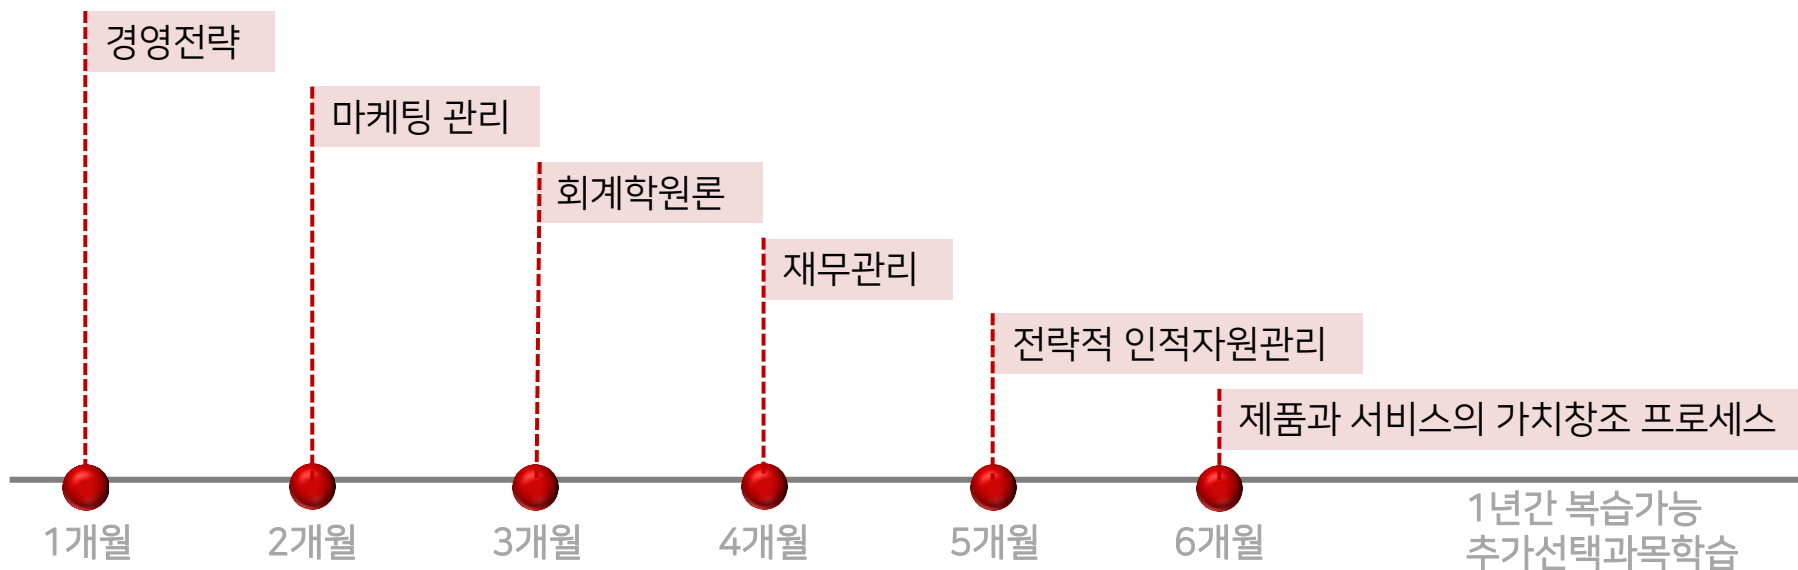 경영전략
마케팅 관리
회계학원론
재무관리
전략적 인적자원관리
제품과 서비스의 가치창조 프로세스
1개월
2개월
3개월
4개월
5개월
6개월
1년간 복습가능
추가선택과목학습